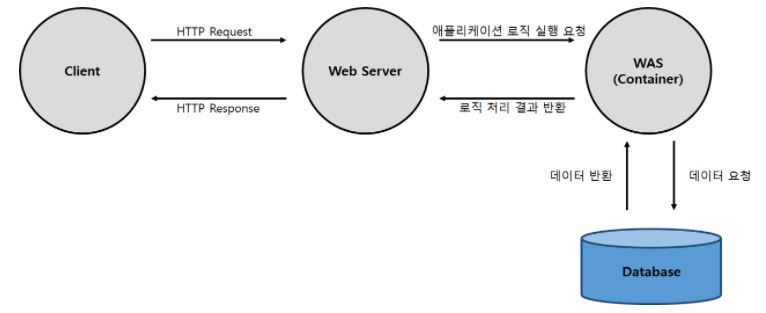 HTTP Request
애플리케이션 로직 실행 요청
Client
Web Server
WAS
(Container)
HTTP Response
로직 처리 결과 반환
데이터 반환
데이터 요청
Database